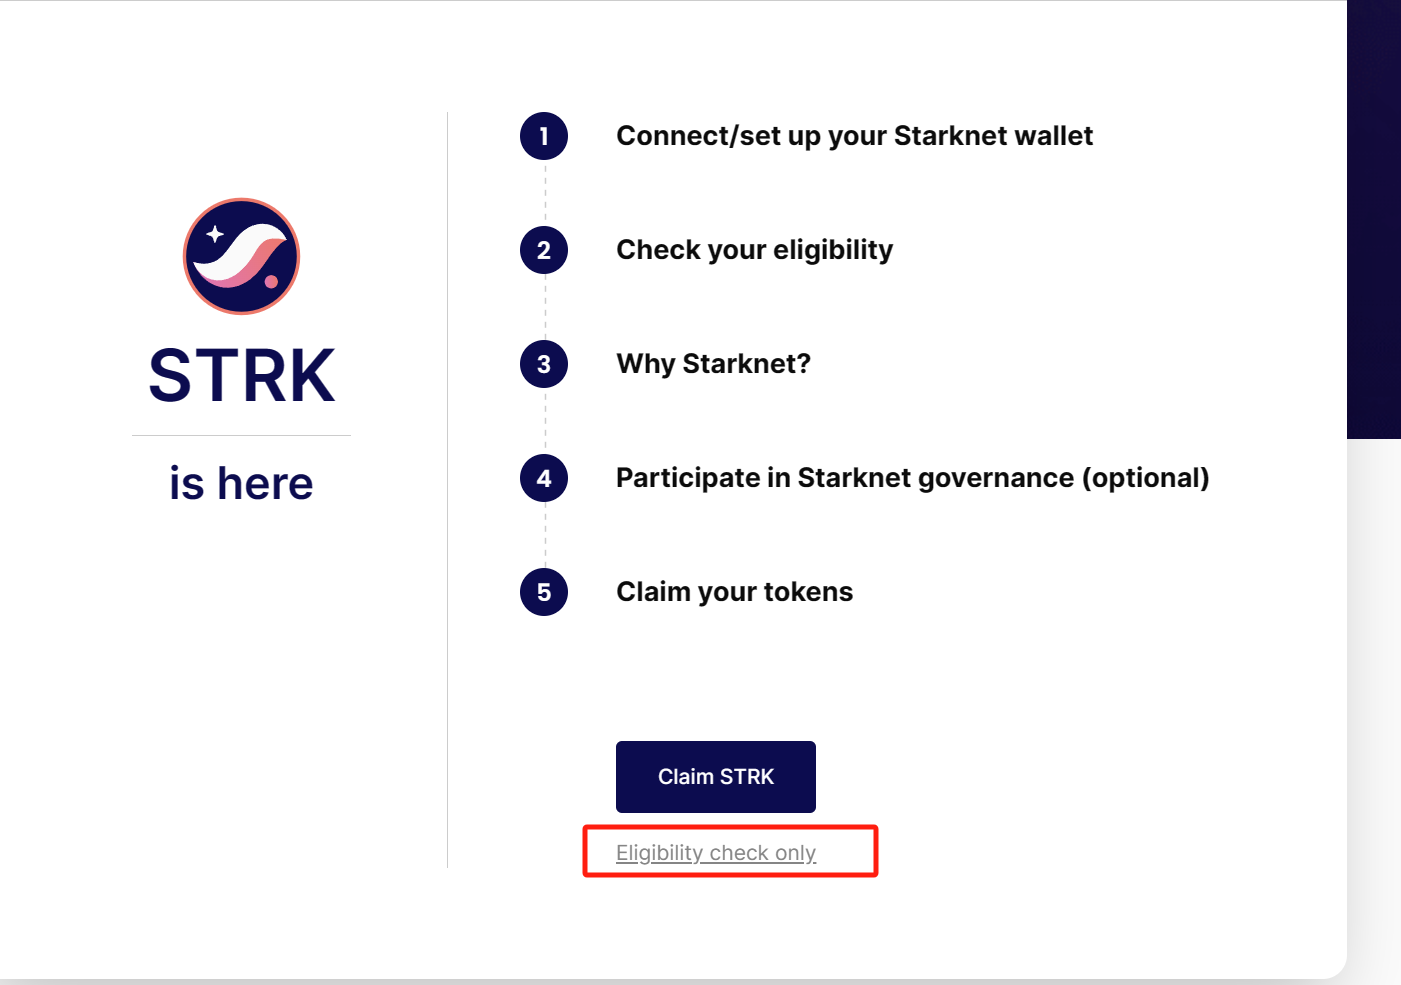 STRK
is here
1 Connect/set up your Starknet wallet
2 Check your eligibility
3 Why Starknet?
4 Participate in Starknet governance (optional)
5 Claim your tokens
Claim STRK
Eligibility check only